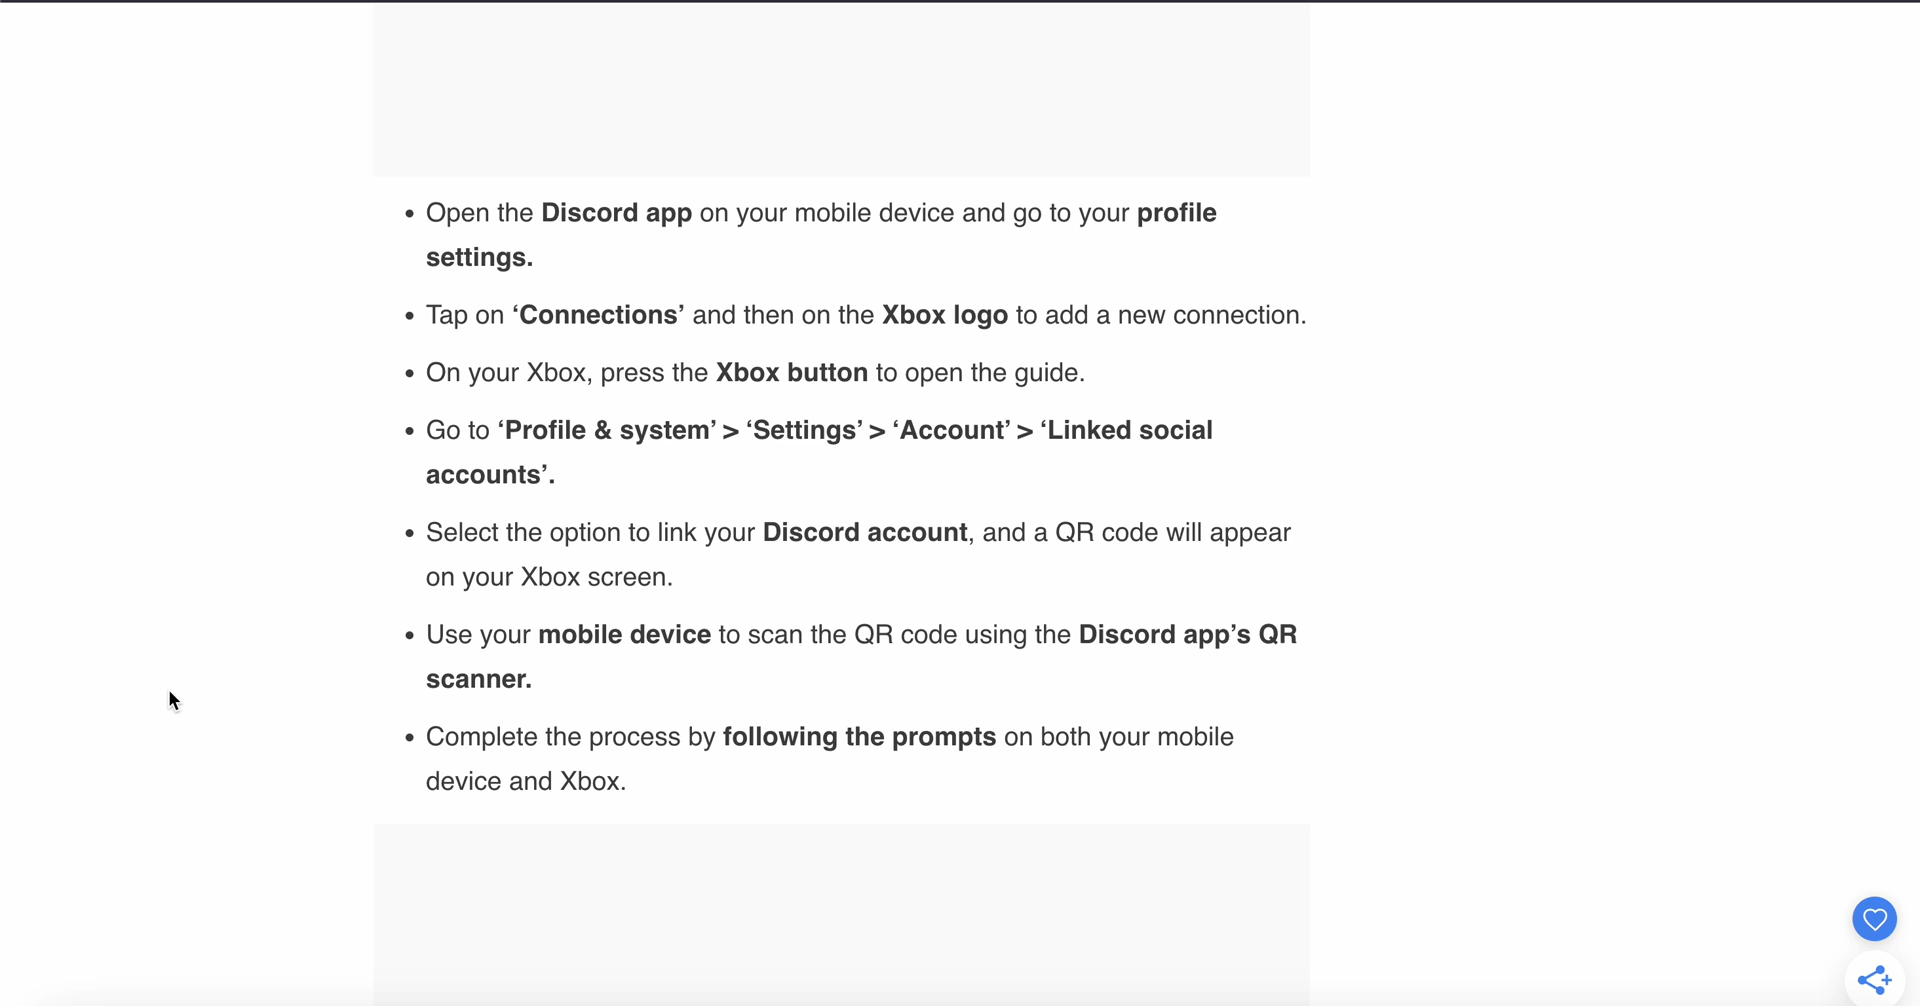 • Open the Discord app on your mobile device and go to your profile
settings.
• Tap on ‘Connections’ and then on the Xbox logo to add a new connection.
• On your Xbox, press the Xbox button to open the guide.
• Go to ‘Profile & system’ > ‘Settings’ > ‘Account’ > ‘Linked social
accounts’.
• Select the option to link your Discord account, and a QR code will appear
on your Xbox screen.
• Use your mobile device to scan the QR code using the Discord app’s QR
scanner.
• Complete the process by following the prompts on both your mobile
device and Xbox.